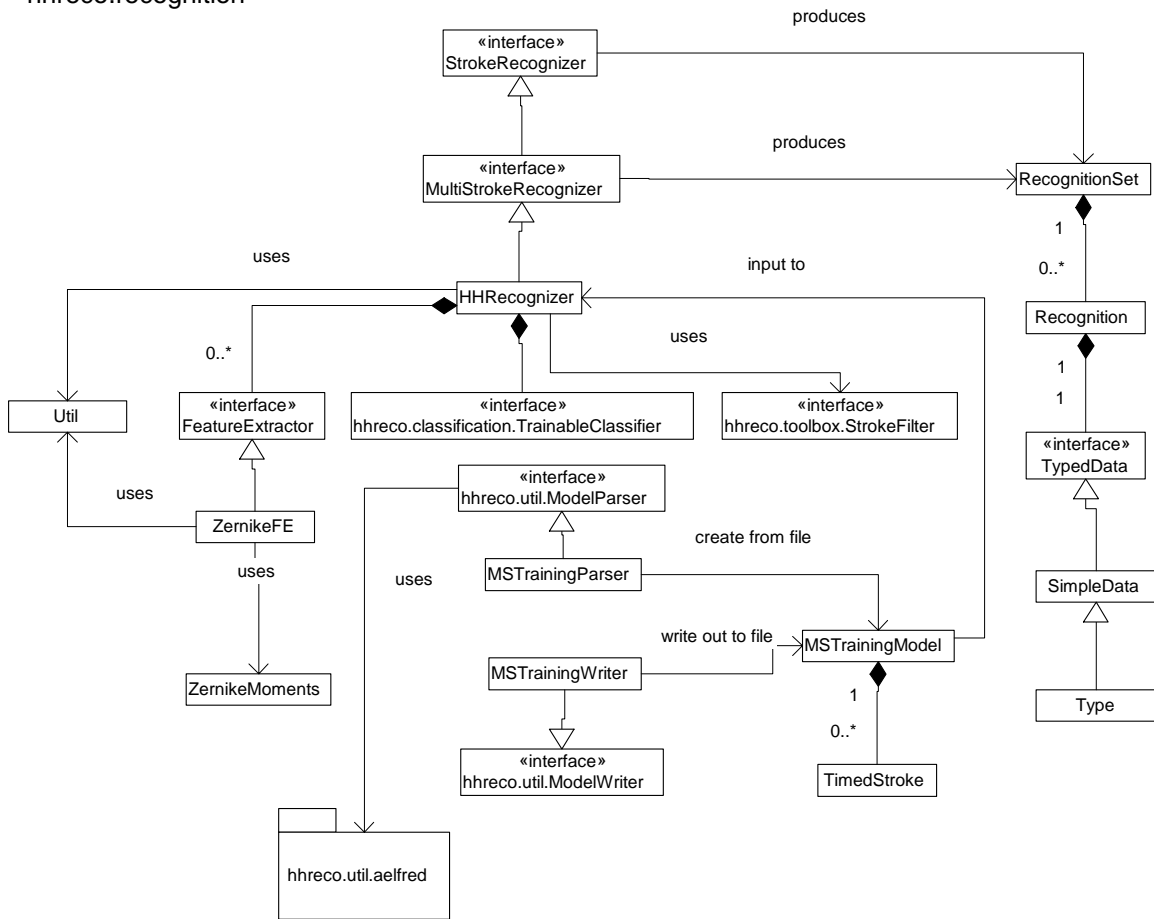 hhreco.recognition
produces
«interface»
StrokeRecognizer
produces
«interface»
MultiStrokeRecognizer
RecognitionSet
1
uses
input to
0..*
HHRecognizer
Recognition
uses
0..*
1
1
Util
«interface»
FeatureExtractor
«interface»
hhreco.classification.TrainableClassifier
«interface»
hhreco.toolbox.StrokeFilter
«interface»
TypedData
«interface»
hhreco.util.ModelParser
uses
ZernikeFE
create from file
uses
uses
MSTrainingParser
SimpleData
write out to file
MSTrainingModel
MSTrainingWriter
ZernikeMoments
1
Type
0..*
«interface»
hhreco.util.ModelWriter
TimedStroke
hhreco.util.aelfred